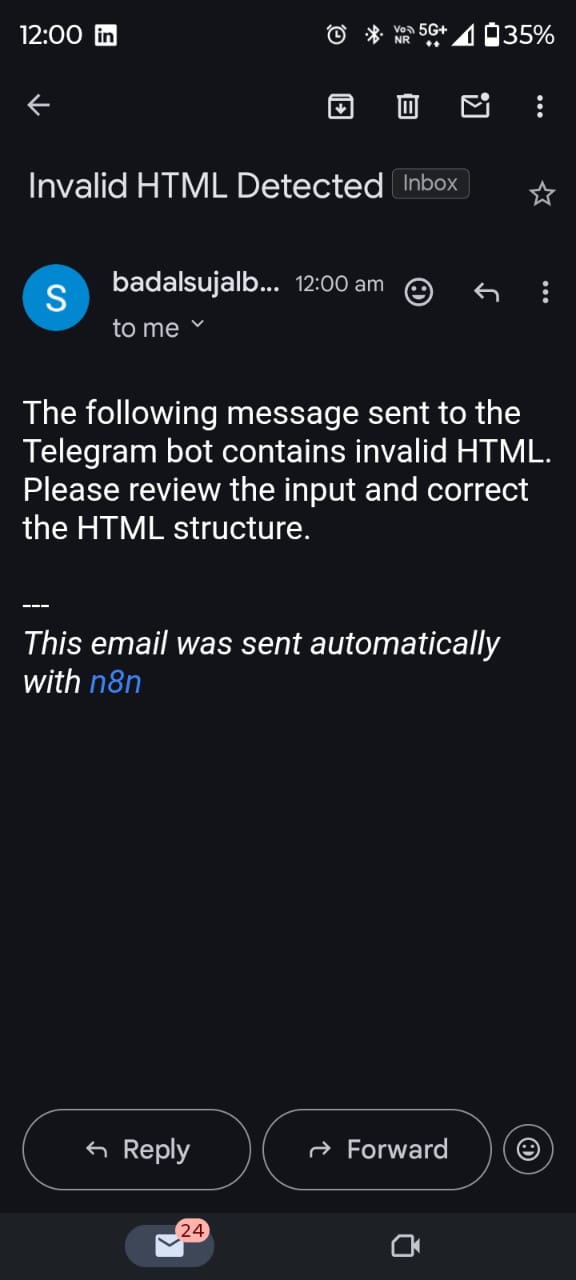 12:00 in Vo NR 5G+ 35%
Invalid HTML Detected Inbox
S
badalsujalb... 12:00 am
to me
The following message sent to the
Telegram bot contains invalid HTML.
Please review the input and correct
the HTML structure.
---
This email was sent automatically
with n8n
Reply Forward
24